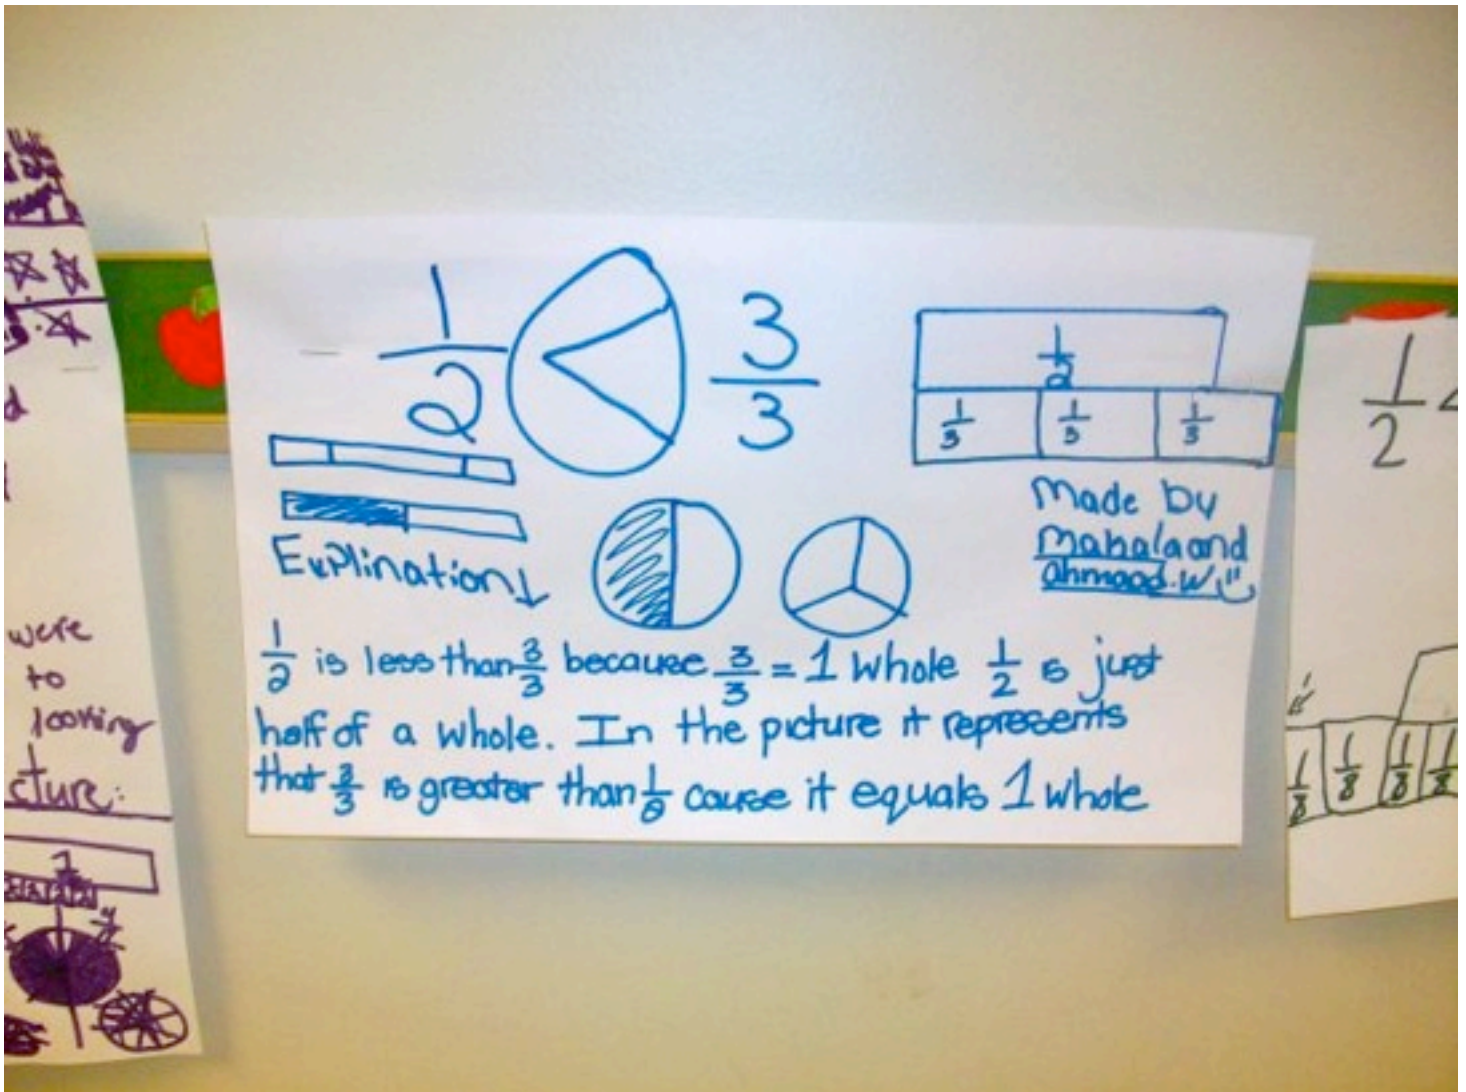 1/2 < 3/3
1/2
1/3 1/3 1/3
Made by
Mahala and
ahmaad.W
Explination↓
1/2 is less than 3/3 because 3/3 = 1 whole 1/2 is just
half of a whole. In the picture it represents
that 3/3 is greater than 1/2 cause it equals 1 whole
were
to
looking
cture:
1/2
1/8 1/8 1/8 1/8